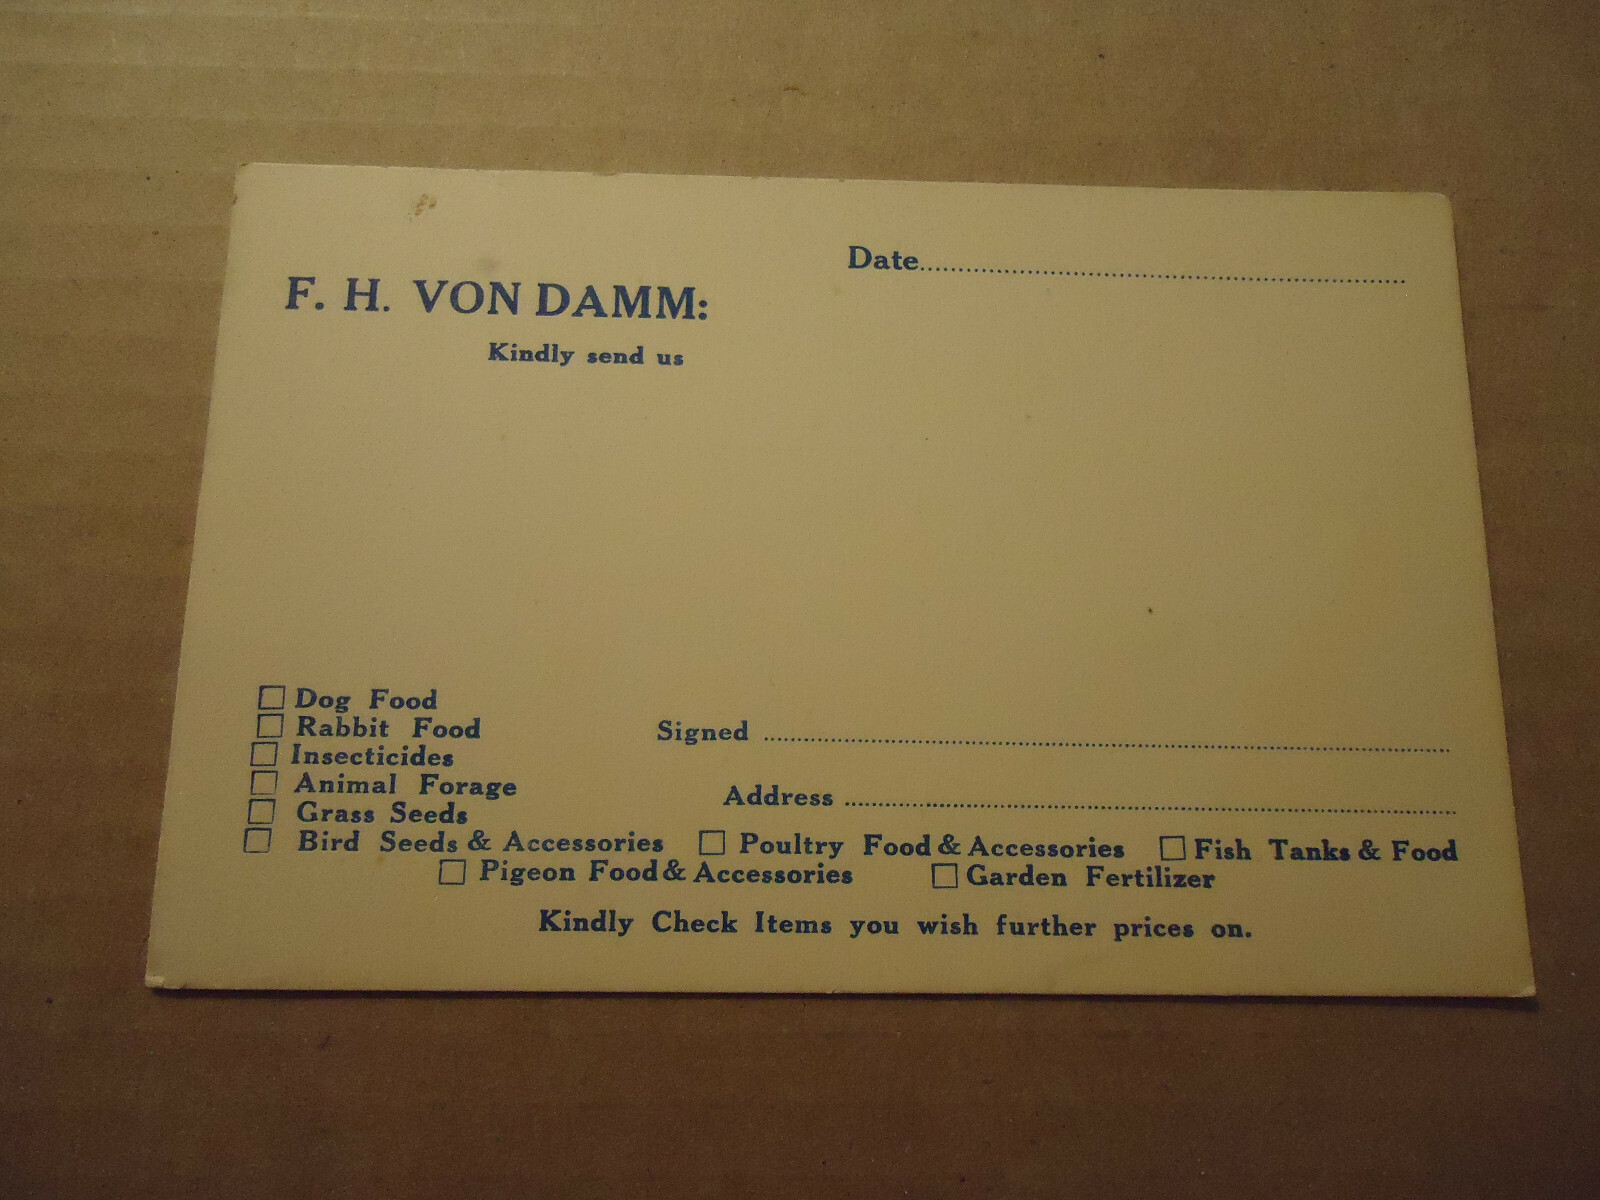 Date
F. H. VON DAMM:
Kindly send us
Dog Food
Rabbit Food
Insecticides
Animal Forage
Grass Seeds
Signed
Address
Bird Seeds & Accessories Poultry Food & Accessories Fish Tanks & Food
Pigeon Food & Accessories Garden Fertilizer
Kindly Check Items you wish further prices on.